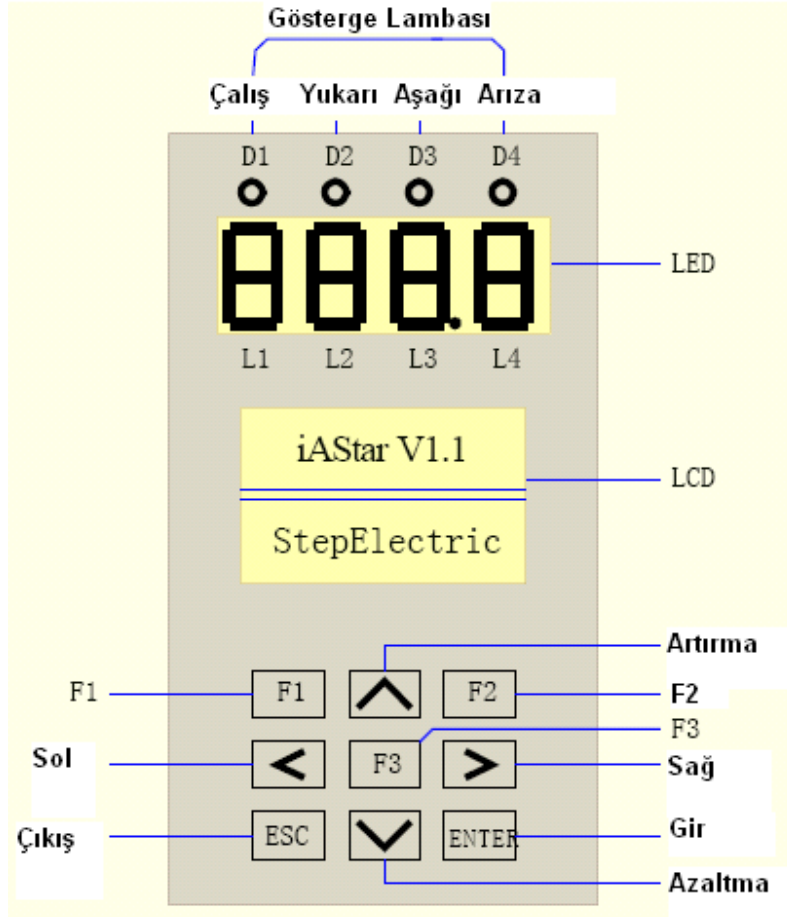 Gösterge Lambası
Çalış Yukarı Aşağı Arıza
D1 D2 D3 D4
LED
L1 L2 L3 L4
iAStar V1.1
LCD
StepElectric
Artırma
F1 F1 F2 F2
F3
Sol F3 Sağ
Çıkış ESC ENTER Gir
Azaltma